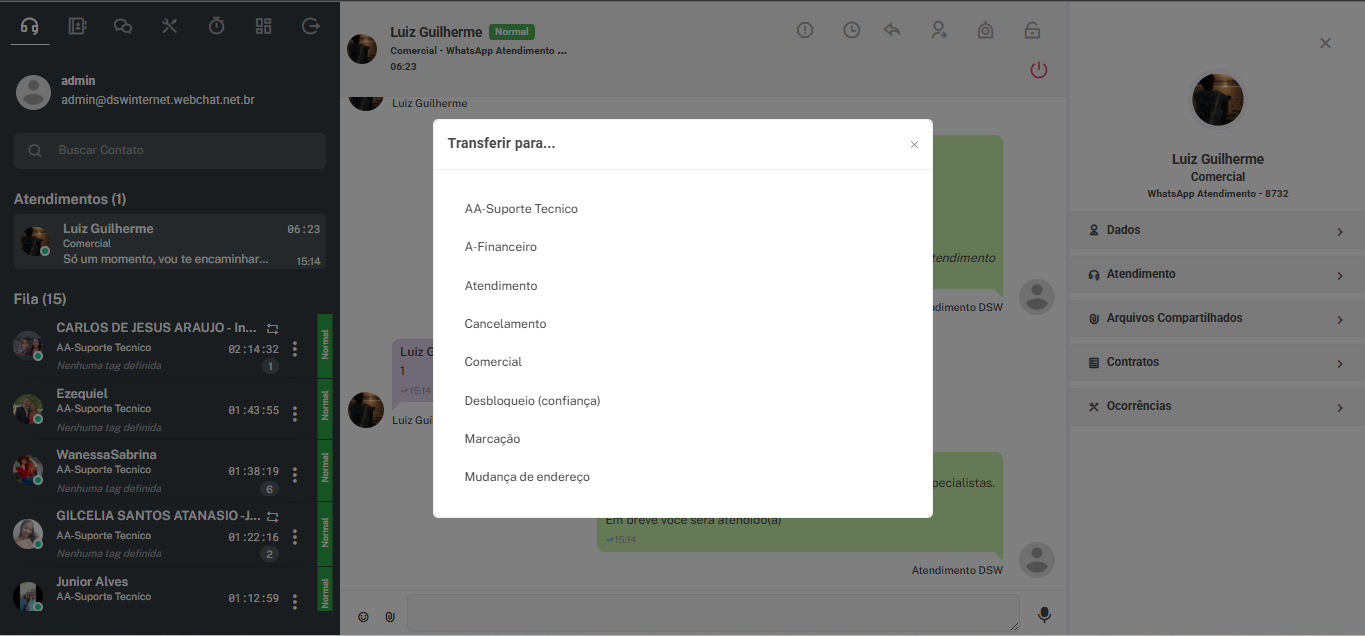 admin
admin@dswinternet.webchat.net.br
Buscar Contato
Atendimentos (1)
Luiz Guilherme 06:23
Comercial
Só um momento, vou te encaminhar... 15:14
Fila (15)
CARLOS DE JESUS ARAUJO - In...
AA-Suporte Tecnico 02:14:32
Nenhuma tag definida 1
Normal
Ezequiel
AA-Suporte Tecnico 01:43:55
Nenhuma tag definida
Normal
WanessaSabrina
AA-Suporte Tecnico 01:38:19
Nenhuma tag definida 6
Normal
GILCELIA SANTOS ATANASIO -J...
AA-Suporte Tecnico 01:22:16
Nenhuma tag definida 2
Normal
Junior Alves
AA-Suporte Tecnico 01:12:59
Normal
Luiz Guilherme Normal
Comercial - WhatsApp Atendimento ...
06:23
Luiz Guilherme
tendimento
dimento DSW
Luiz G
1
15:14
Luiz Gui
pecialistas.
Em breve você será atendido(a)
15:14
Atendimento DSW
Transferir para...
AA-Suporte Tecnico
A-Financeiro
Atendimento
Cancelamento
Comercial
Desbloqueio (confiança)
Marcação
Mudança de endereço
Luiz Guilherme
Comercial
WhatsApp Atendimento - 8732
Dados
Atendimento
Arquivos Compartilhados
Contratos
Ocorrências